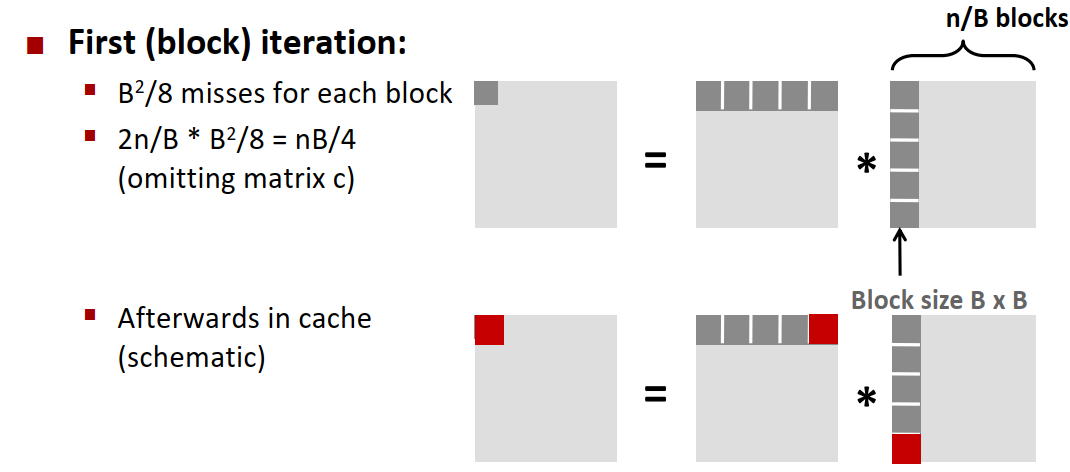 n/B blocks
First (block) iteration:
B²/8 misses for each block
2n/B * B²/8 = nB/4
(omitting matrix c)
= *
Block size B x B
Afterwards in cache
(schematic)
= *